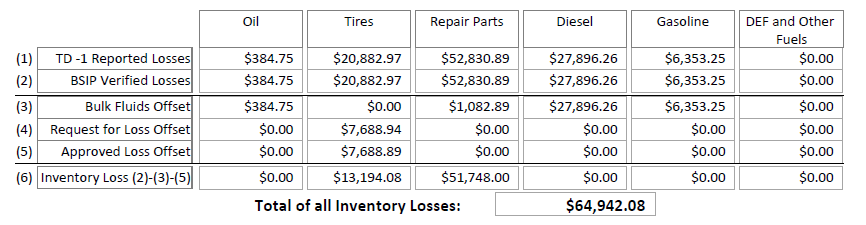 Oil Tires Repair Parts Diesel Gasoline DEF and Other
Fuels
(1) TD -1 Reported Losses $384.75 $20,882.97 $52,830.89 $27,896.26 $6,353.25 $0.00
(2) BSIP Verified Losses $384.75 $20,882.97 $52,830.89 $27,896.26 $6,353.25 $0.00
(3) Bulk Fluids Offset $384.75 $0.00 $1,082.89 $27,896.26 $6,353.25 $0.00
(4) Request for Loss Offset $0.00 $7,688.94 $0.00 $0.00 $0.00 $0.00
(5) Approved Loss Offset $0.00 $7,688.89 $0.00 $0.00 $0.00 $0.00
(6) Inventory Loss (2)-(3)-(5) $0.00 $13,194.08 $51,748.00 $0.00 $0.00 $0.00
Total of all Inventory Losses: $64,942.08